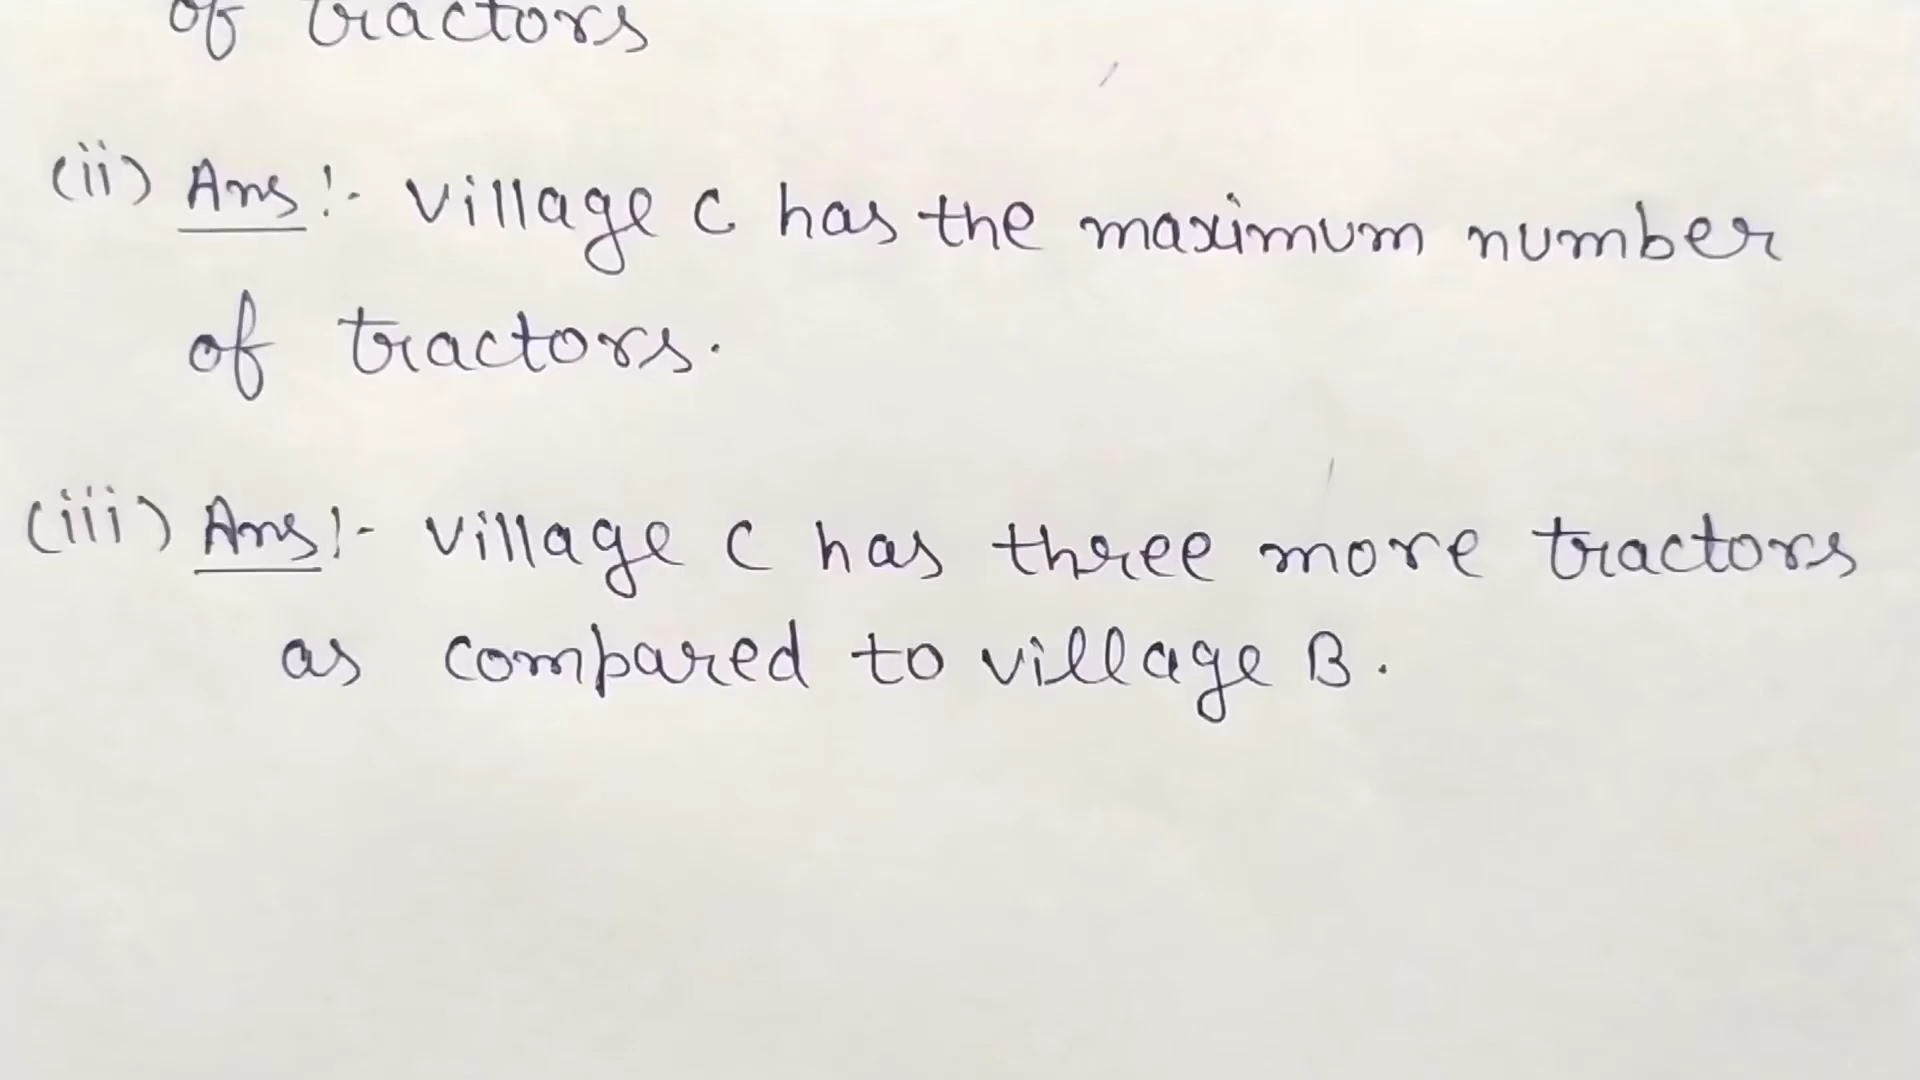 of tractors
(ii) Ans:- Village C has the maximum number
of tractors.
(iii) Ans:- Village C has three more tractors
as compared to village B.